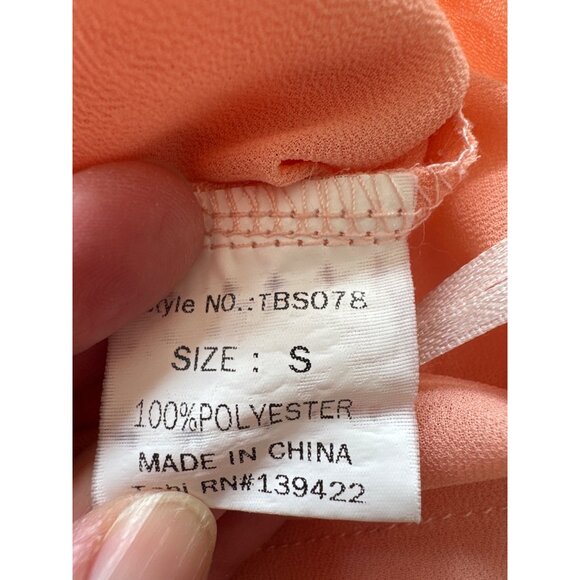 Style NO.:TBS078
SIZE : S
100%POLYESTER
MADE IN CHINA
RN#139422